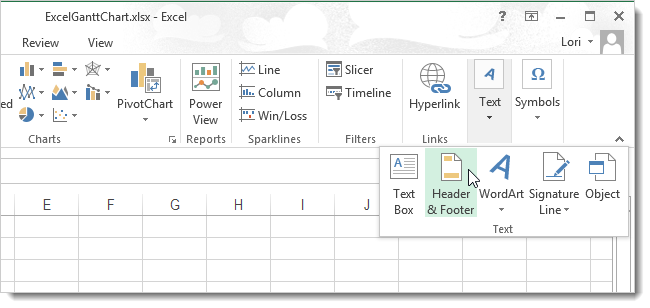 ExcelGanttChart.xlsx - Excel
?
Review View Lori
PivotChart
Charts
Power
View
Reports
Line
Column
Win/Loss
Sparklines
Slicer
Timeline
Filters
Hyperlink
Links
Text
Ω
Symbols
A
Text
Box
Header
& Footer
A
WordArt
Signature
Line
Object
Text
E F G H I J